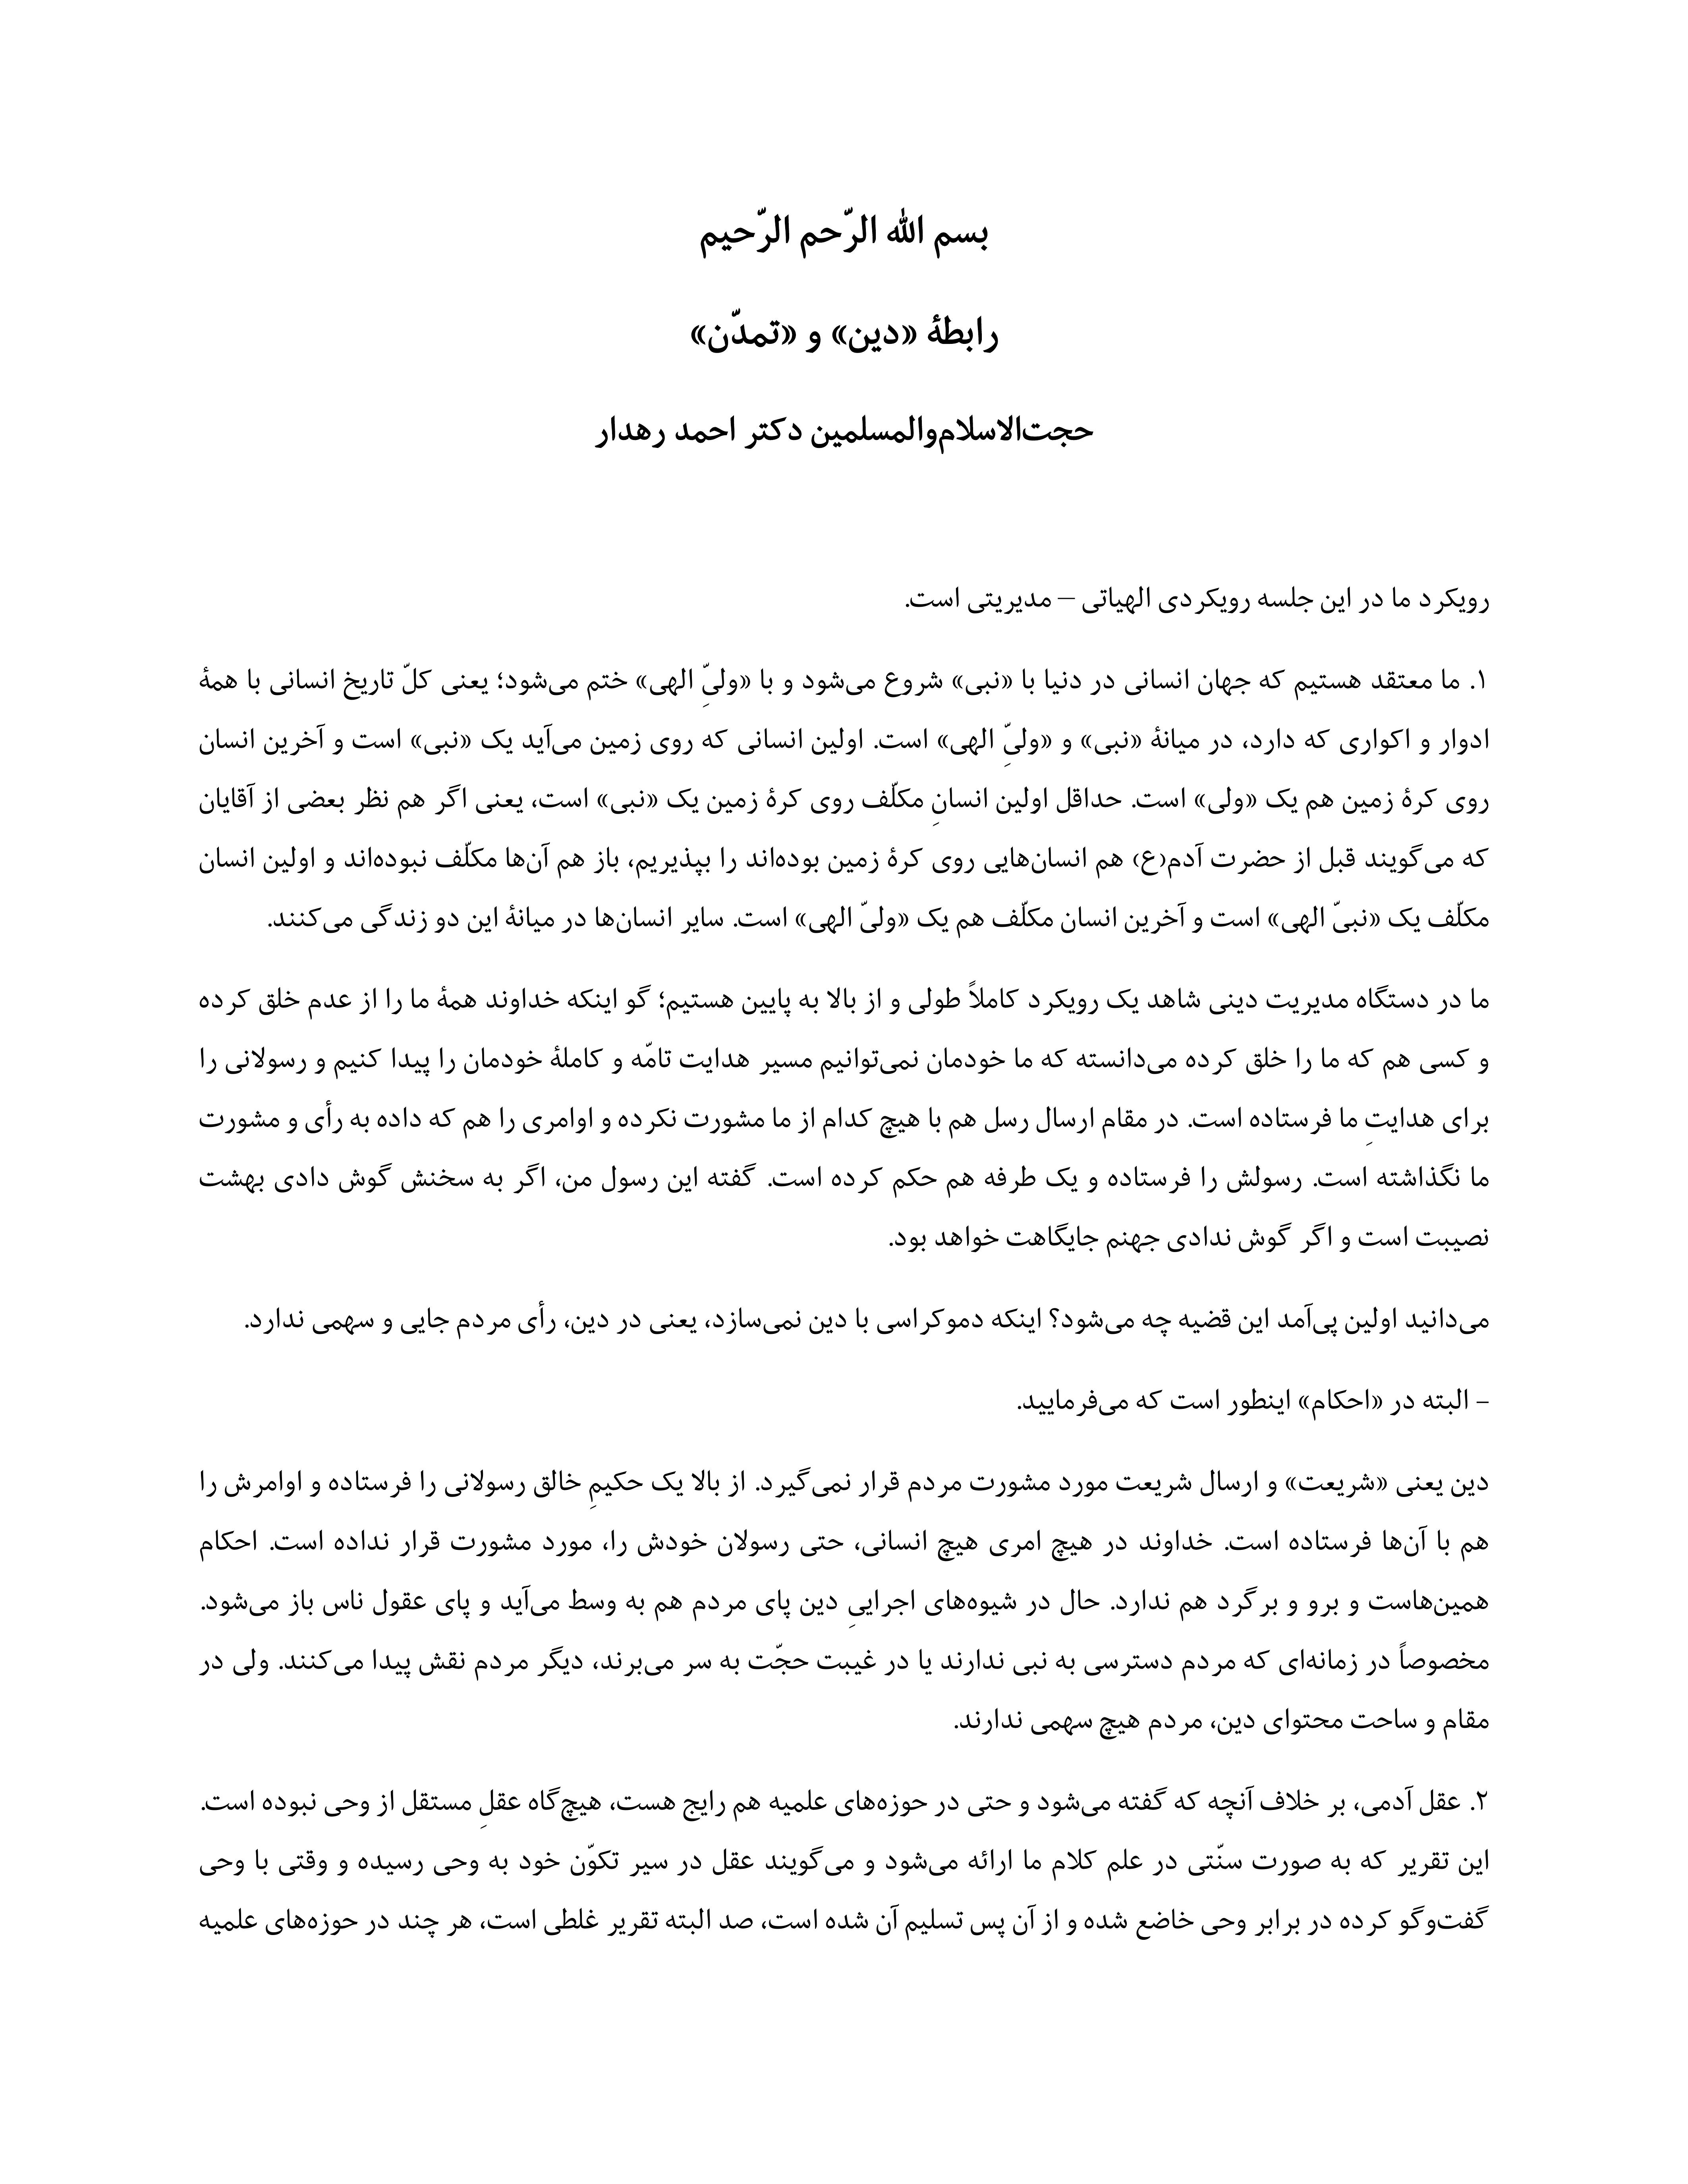 بسم الله الرّحم الرّحیم
رابطهٔ «دین» و «تمدّن»
حجت‌الاسلام‌والمسلمین دکتر احمد رهدار
رویکرد ما در این جلسه رویکردی الهیاتی – مدیریتی است.
۱. ما معتقد هستیم که جهان انسانی در دنیا با «نبی» شروع می‌شود و با «ولیِّ الهی» ختم می‌شود؛ یعنی کلّ تاریخ انسانی با همهٔ
ادوار و اکواری که دارد، در میانهٔ «نبی» و «ولیِّ الهی» است. اولین انسانی که روی زمین می‌آید یک «نبی» است و آخرین انسان
روی کرهٔ زمین هم یک «ولی» است. حداقل اولین انسانِ مکلّف روی کرهٔ زمین یک «نبی» است، یعنی اگر هم نظر بعضی از آقایان
که می‌گویند قبل از حضرت آدم(ع) هم انسان‌هایی روی کرهٔ زمین بوده‌اند را بپذیریم، باز هم آن‌ها مکلّف نبوده‌اند و اولین انسان
مکلّف یک «نبیّ الهی» است و آخرین انسان مکلّف هم یک «ولیّ الهی» است. سایر انسان‌ها در میانهٔ این دو زندگی می‌کنند.
ما در دستگاه مدیریت دینی شاهد یک رویکرد کاملاً طولی و از بالا به پایین هستیم؛ گو اینکه خداوند همهٔ ما را از عدم خلق کرده
و کسی هم که ما را خلق کرده می‌دانسته که ما خودمان نمی‌توانیم مسیر هدایت تامّه و کاملهٔ خودمان را پیدا کنیم و رسولانی را
برای هدایتِ ما فرستاده است. در مقام ارسال رسل هم با هیچ کدام از ما مشورت نکرده و اوامری را هم که داده به رأی و مشورت
ما نگذاشته است. رسولش را فرستاده و یک طرفه هم حکم کرده است. گفته این رسول من، اگر به سخنش گوش دادی بهشت
نصیبت است و اگر گوش ندادی جهنم جایگاهت خواهد بود.
می‌دانید اولین پی‌آمد این قضیه چه می‌شود؟ اینکه دموکراسی با دین نمی‌سازد، یعنی در دین، رأی مردم جایی و سهمی ندارد.
– البته در «احکام» اینطور است که می‌فرمایید.
دین یعنی «شریعت» و ارسال شریعت مورد مشورت مردم قرار نمی‌گیرد. از بالا یک حکیمِ خالق رسولانی را فرستاده و اوامرش را
هم با آن‌ها فرستاده است. خداوند در هیچ امری هیچ انسانی، حتی رسولان خودش را، مورد مشورت قرار نداده است. احکام
همین‌هاست و برو و برگرد هم ندارد. حال در شیوه‌های اجراییِ دین پای مردم هم به وسط می‌آید و پای عقول ناس باز می‌شود.
مخصوصاً در زمانه‌ای که مردم دسترسی به نبی ندارند یا در غیبت حجّت به سر می‌برند، دیگر مردم نقش پیدا می‌کنند. ولی در
مقام و ساحت محتوای دین، مردم هیچ سهمی ندارند.
۲. عقل آدمی، بر خلاف آنچه که گفته می‌شود و حتی در حوزه‌های علمیه هم رایج هست، هیچ‌گاه عقلِ مستقل از وحی نبوده است.
این تقریر که به صورت سنّتی در علم کلام ما ارائه می‌شود و می‌گویند عقل در سیر تکوّن خود به وحی رسیده و وقتی با وحی
گفت‌وگو کرده در برابر وحی خاضع شده و از آن پس تسلیم آن شده است، صد البته تقریر غلطی است، هر چند در حوزه‌های علمیه